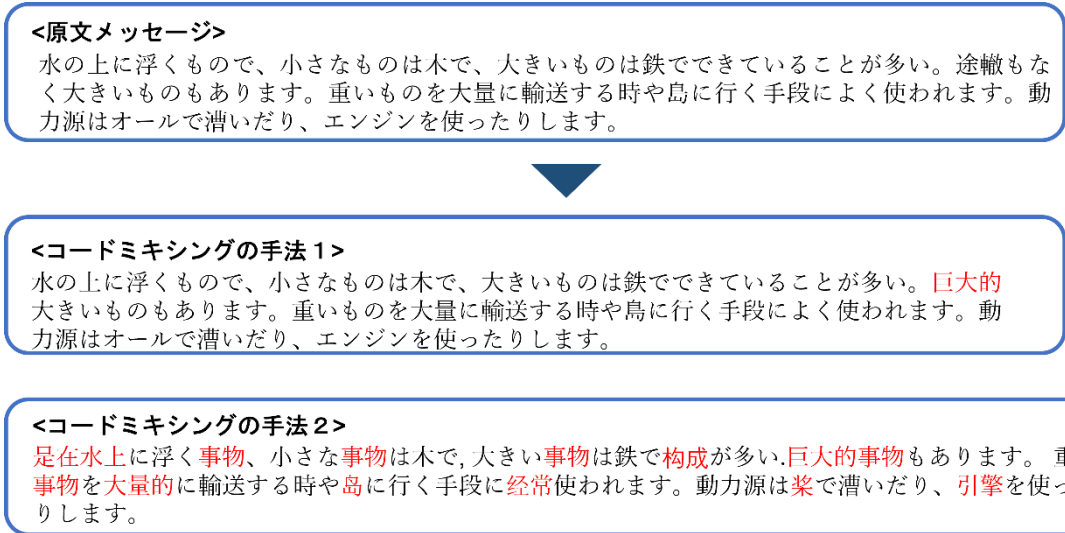 <原文メッセージ>
水の上に浮くもので、小さなものは木で、大きいものは鉄でできていることが多い。途轍もな
く大きいものもあります。重いものを大量に輸送する時や島に行く手段によく使われます。動
力源はオールで漕いだり、エンジンを使ったりします。
<コードミキシングの手法１>
水の上に浮くもので、小さなものは木で、大きいものは鉄でできていることが多い。巨大的
大きいものもあります。重いものを大量に輸送する時や島に行く手段によく使われます。動
力源はオールで漕いだり、エンジンを使ったりします。
<コードミキシングの手法２>
是在水上に浮く事物、小さな事物は木で,大きい事物は鉄で构成が多い.巨大的事物もあります。 重
事物を大量的に輸送する時や岛に行く手段に经常使われます。動力源は桨で漕いだり、引擎を使っ
りします。